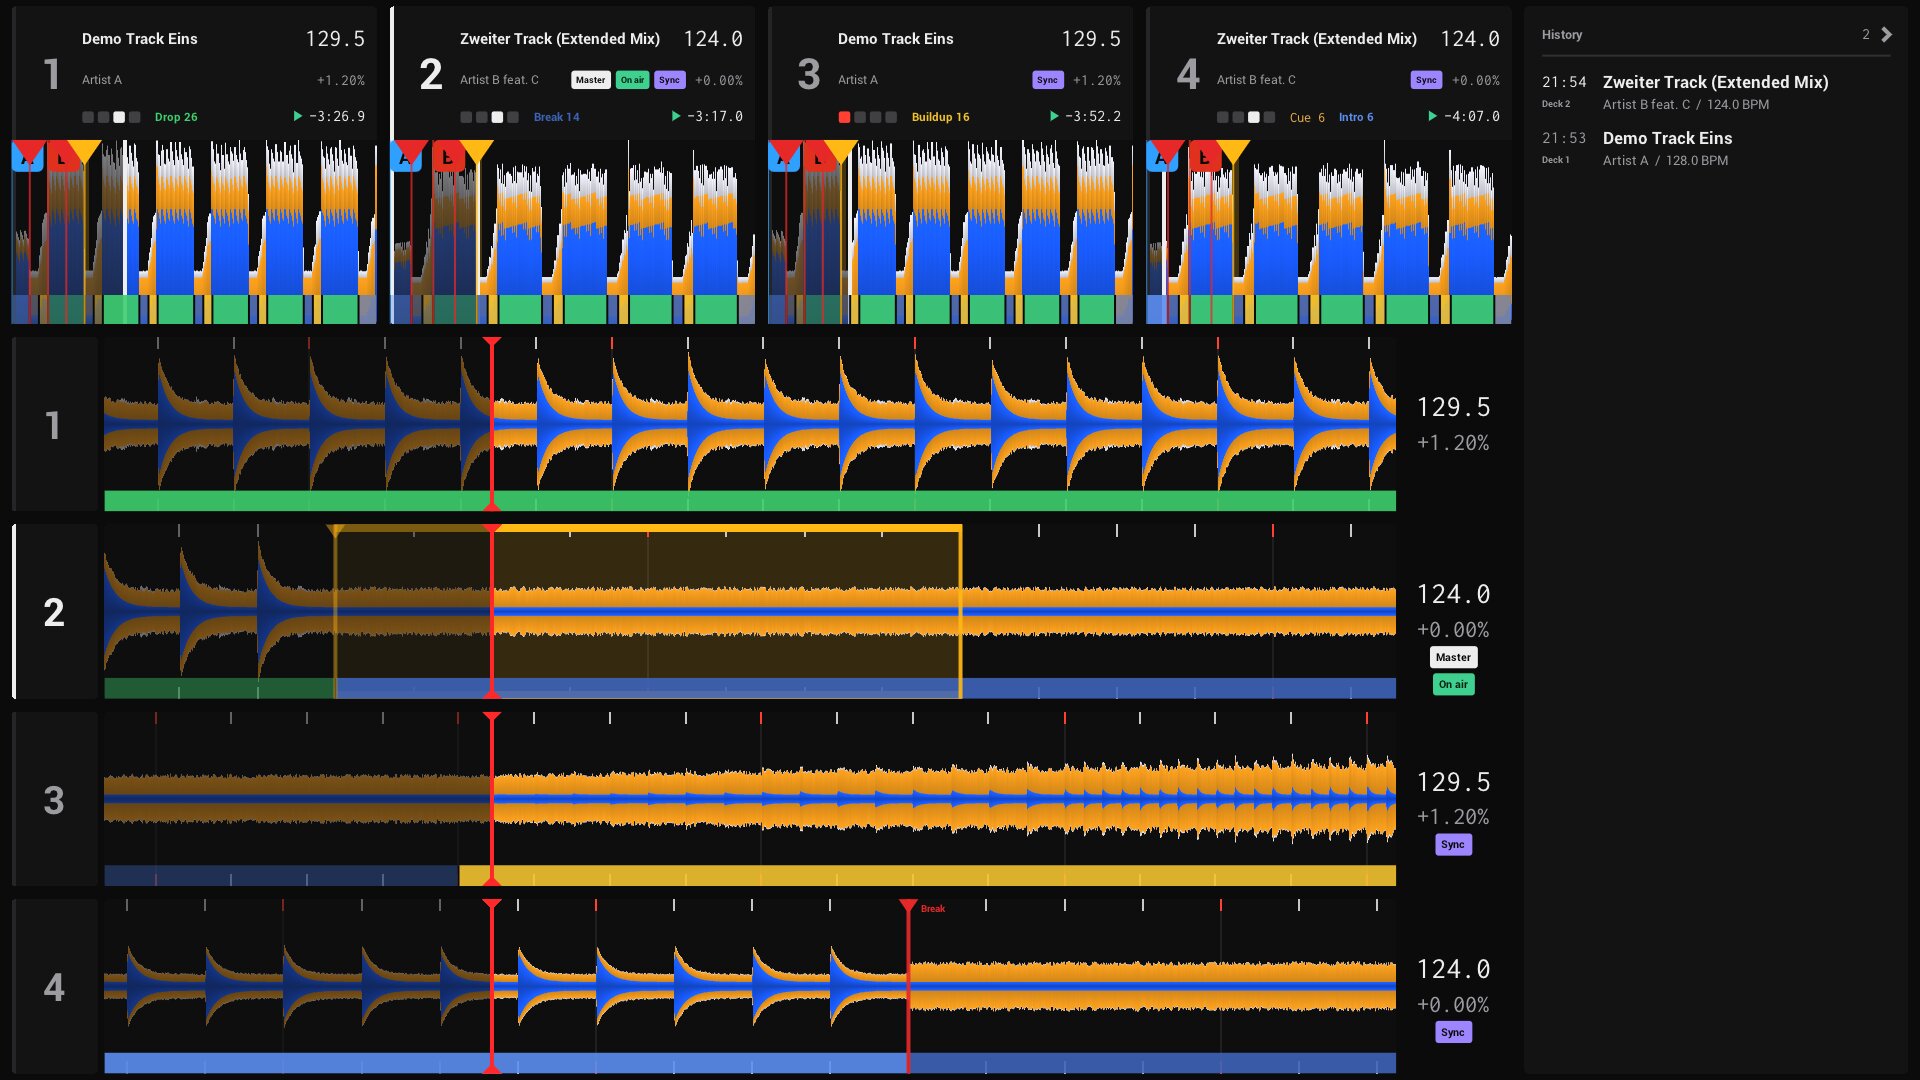 1
Demo Track Eins 129.5
Artist A +1.20%
Drop 26 -3:26.9
2
Zweiter Track (Extended Mix) 124.0
Artist B feat. C Master On air Sync +0.00%
Break 14 -3:17.0
3
Demo Track Eins 129.5
Artist A Sync +1.20%
Buildup 16 -3:52.2
4
Zweiter Track (Extended Mix) 124.0
Artist B feat. C Sync +0.00%
Cue 6 Intro 6 -4:07.0
1
129.5
+1.20%
2
124.0
+0.00%
Master
On air
3
129.5
+1.20%
Sync
4
Break
124.0
+0.00%
Sync
History 2
21:54 Zweiter Track (Extended Mix)
Deck 2 Artist B feat. C / 124.0 BPM
21:53 Demo Track Eins
Deck 1 Artist A / 128.0 BPM